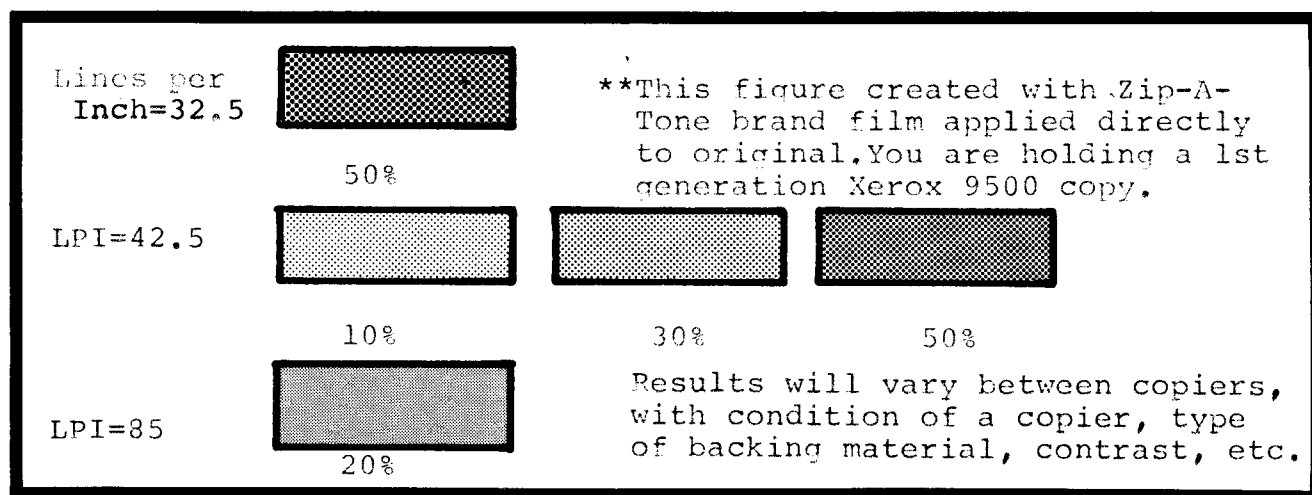 Lines per
Inch=32.5
50%
**This figure created with Zip-A-
Tone brand film applied directly
to original.You are holding a 1st
generation Xerox 9500 copy.
LPI=42.5
10% 30% 50%
LPI=85
20%
Results will vary between copiers,
with condition of a copier, type
of backing material, contrast, etc.